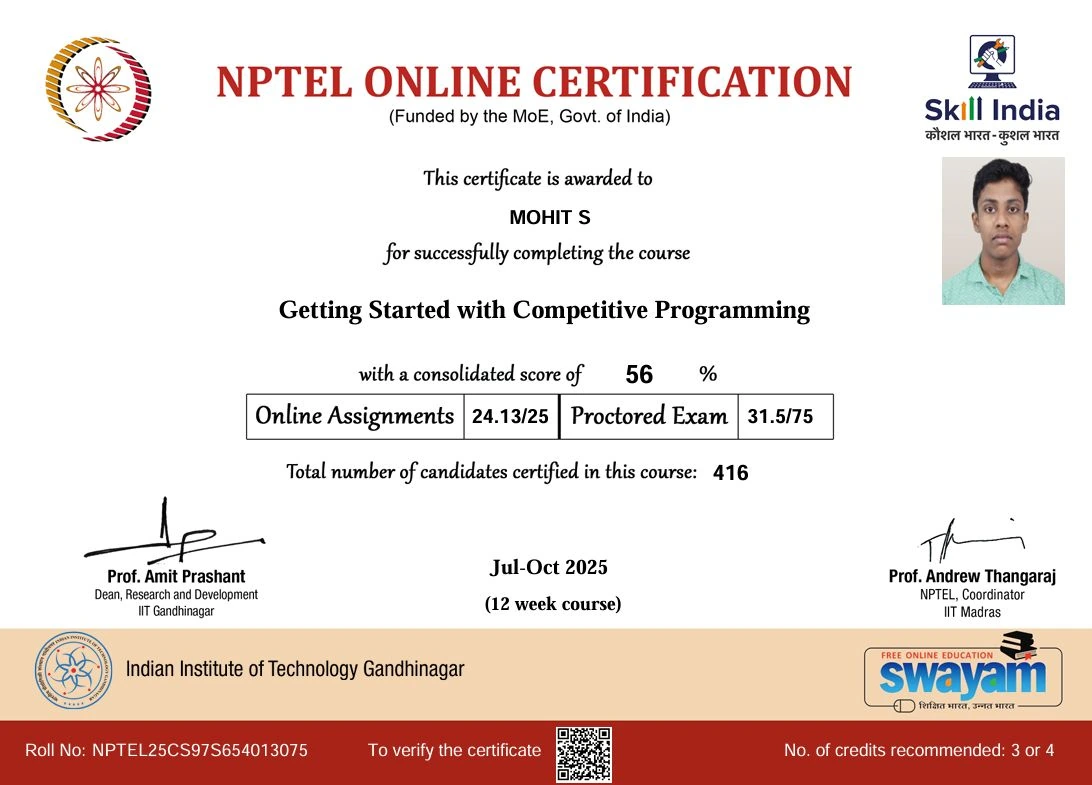 NPTEL ONLINE CERTIFICATION
(Funded by the MoE, Govt. of India)
Skill India
कौशल भारत - कुशल भारत
This certificate is awarded to
MOHIT S
for successfully completing the course
Getting Started with Competitive Programming
with a consolidated score of 56 %
Online Assignments 24.13/25 Proctored Exam 31.5/75
Total number of candidates certified in this course: 416
Prof. Amit Prashant
Dean, Research and Development
IIT Gandhinagar
Jul-Oct 2025
(12 week course)
Prof. Andrew Thangaraj
NPTEL, Coordinator
IIT Madras
Indian Institute of Technology Gandhinagar
FREE ONLINE EDUCATION
swayam
शिक्षित भारत, उन्नत भारत
Roll No: NPTEL25CS97S654013075
To verify the certificate
No. of credits recommended: 3 or 4